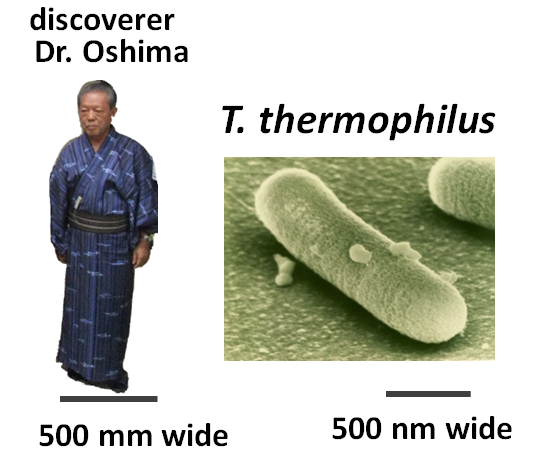 discoverer
Dr. Oshima
T. thermophilus
500 mm wide
500 nm wide